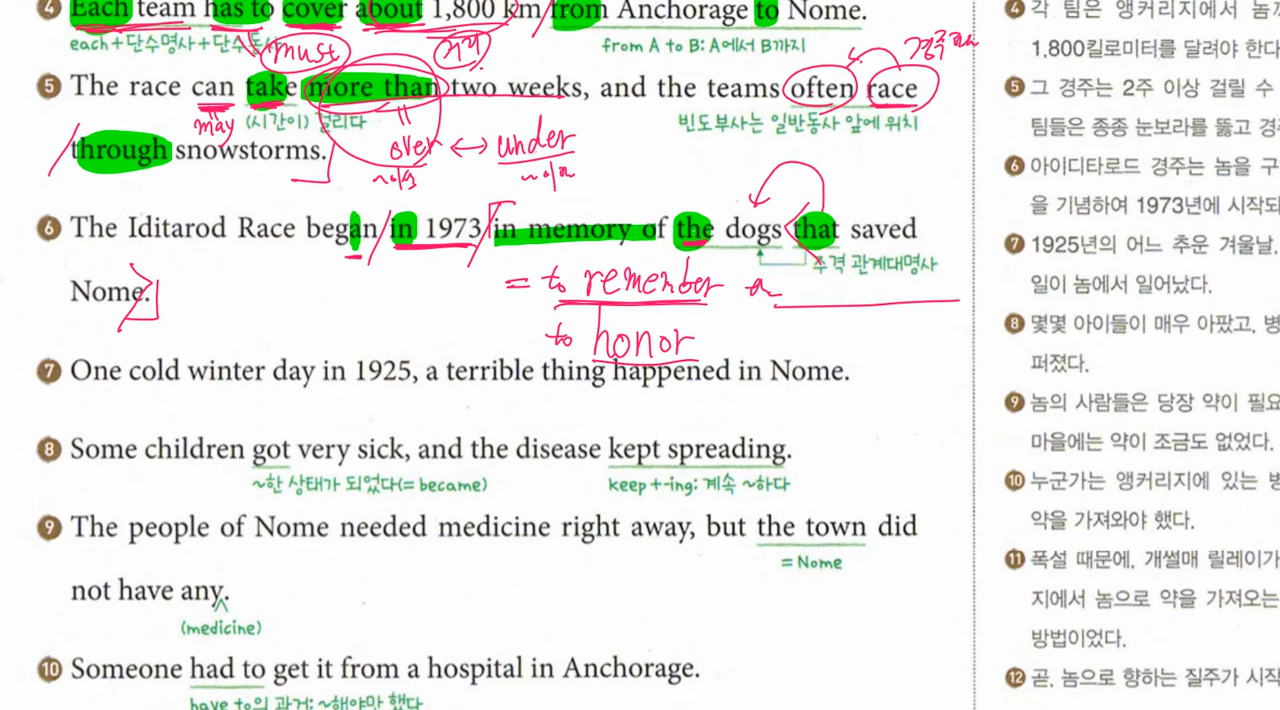 ④ Each team has to cover about 1,800 km from Anchorage to Nome.
each+단수명사+단수동사
must
거리
from A to B: A에서 B까지
⑤ The race can take more than two weeks, and the teams often race
may
(시간이) 걸리다
빈도부사는 일반동사 앞에 위치
through snowstorms.
over ↔ under
~이상
⑥ The Iditarod Race began in 1973 in memory of the dogs that saved
주격 관계대명사
Nome.
= to remember
to honor
⑦ One cold winter day in 1925, a terrible thing happened in Nome.
⑧ Some children got very sick, and the disease kept spreading.
~한 상태가 되었다(= became)
keep+-ing: 계속 ~하다
⑨ The people of Nome needed medicine right away, but the town did
= Nome
not have any.
(medicine)
⑩ Someone had to get it from a hospital in Anchorage.
have to의 과거: ~해야만 했다
④ 각 팀은 앵커리지에서 놈까
1,800킬로미터를 달려야 한다
⑤ 그 경주는 2주 이상 걸릴 수
팀들은 종종 눈보라를 뚫고 경
⑥ 아이디타로드 경주는 놈을 구
을 기념하여 1973년에 시작되
⑦ 1925년의 어느 추운 겨울날,
일이 놈에서 일어났다.
⑧ 몇몇 아이들이 매우 아팠고, 병
퍼졌다.
⑨ 놈의 사람들은 당장 약이 필요
마을에는 약이 조금도 없었다.
⑩ 누군가는 앵커리지에 있는 병
약을 가져와야 했다.
⑪ 폭설 때문에, 개썰매 릴레이가
지에서 놈으로 약을 가져오는
방법이었다.
⑫ 곧, 놈으로 향하는 질주가 시작